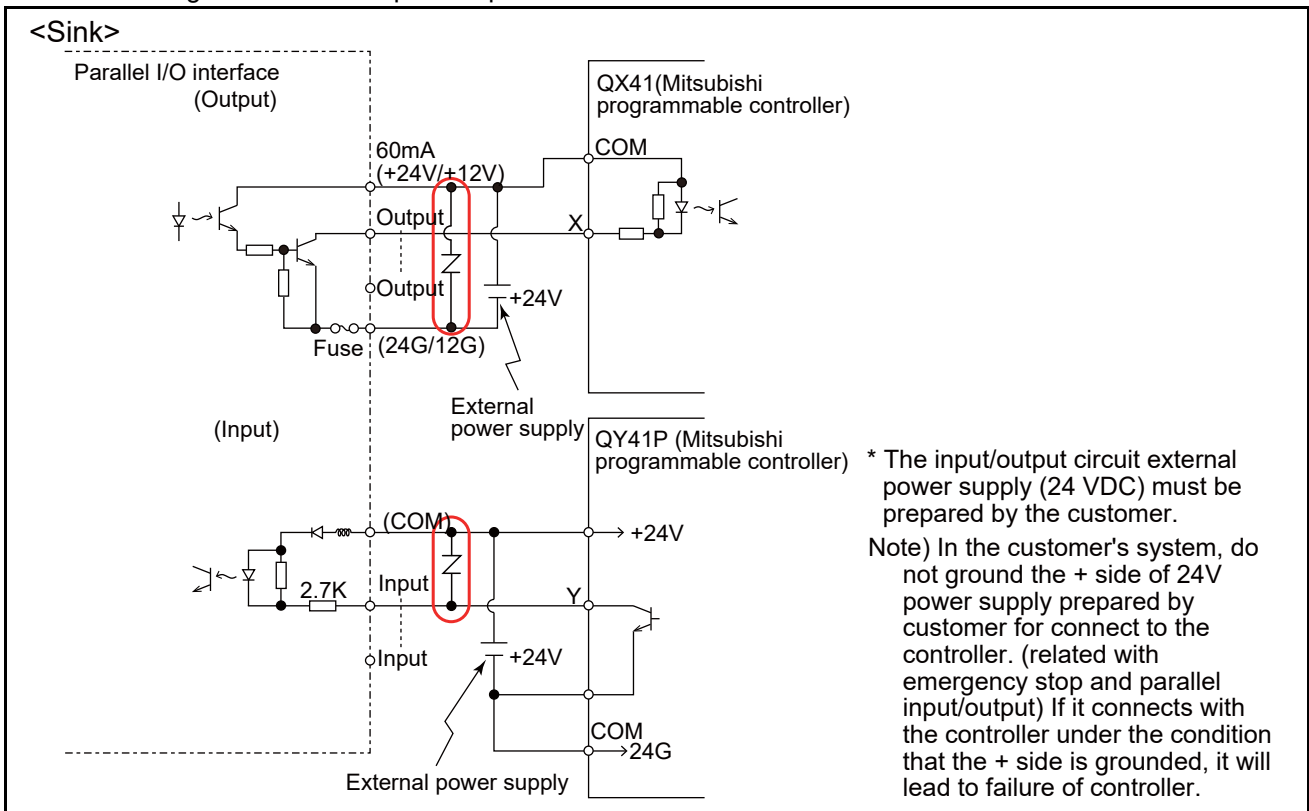 <Sink>
Parallel I/O interface
(Output)
QX41(Mitsubishi
programmable controller)
60mA
(+24V/+12V)
COM
Output
X
Output
+24V
Fuse
(24G/12G)
External
power supply
(Input)
QY41P (Mitsubishi
programmable controller)
(COM)
+24V
2.7K
Input
Y
Input
+24V
COM
24G
External power supply
* The input/output circuit external
power supply (24 VDC) must be
prepared by the customer.
Note) In the customer's system, do
not ground the + side of 24V
power supply prepared by
customer for connect to the
controller. (related with
emergency stop and parallel
input/output) If it connects with
the controller under the condition
that the + side is grounded, it will
lead to failure of controller.